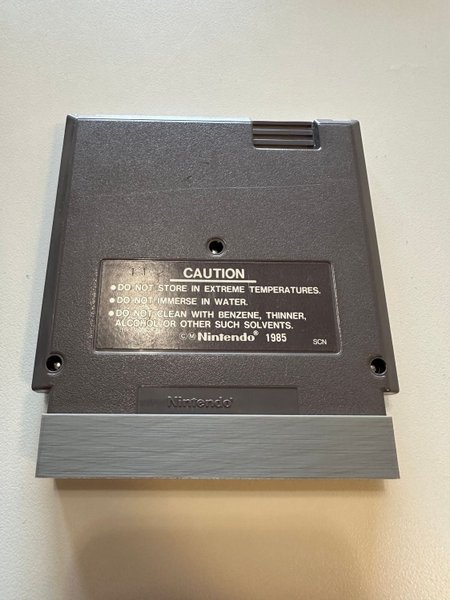 11
CAUTION
●DO NOT STORE IN EXTREME TEMPERATURES.
●DO NOT IMMERSE IN WATER.
●DO NOT CLEAN WITH BENZENE, THINNER,
ALCOHOL OR OTHER SUCH SOLVENTS.
©Ⓜ Nintendo® 1985
SCN
Nintendo®